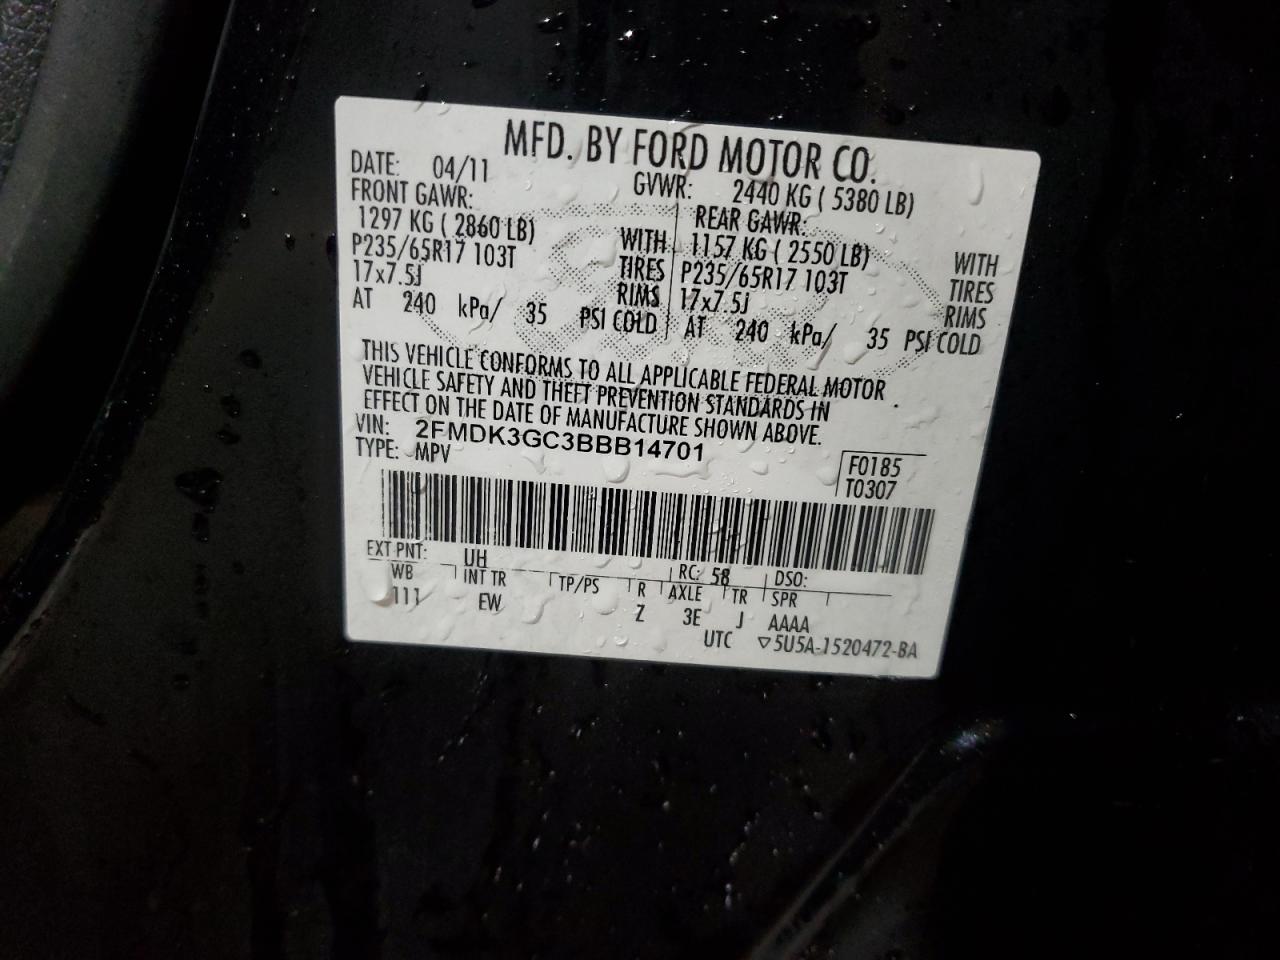 MFD. BY FORD MOTOR CO.
DATE: 04/11 GVWR: 2440 KG ( 5380 LB)
FRONT GAWR: REAR GAWR:
1297 KG ( 2860 LB) WITH 1157 KG ( 2550 LB) WITH
P235/65R17 103T TIRES P235/65R17 103T TIRES
17x7.5J RIMS 17x7.5J RIMS
AT 240 kPa/ 35 PSI COLD AT 240 kPa/ 35 PSI COLD
THIS VEHICLE CONFORMS TO ALL APPLICABLE FEDERAL MOTOR
VEHICLE SAFETY AND THEFT PREVENTION STANDARDS IN
EFFECT ON THE DATE OF MANUFACTURE SHOWN ABOVE.
VIN: 2FMDK3GC3BBB14701
TYPE: MPV
F0185
T0307
EXT PNT: UH RC: 58 DSO:
WB INT TR TP/PS R AXLE TR SPR
111 EW Z 3E J AAAA
UTC ▽5U5A-1520472-BA